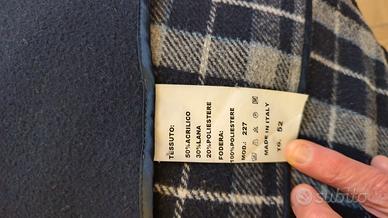 TESSUTO:
50%ACRILICO
30%LANA
20%POLIESTERE
FODERA:
100%POLIESTERE
MOD.: 227
MADE IN ITALY
TG. 52
subito